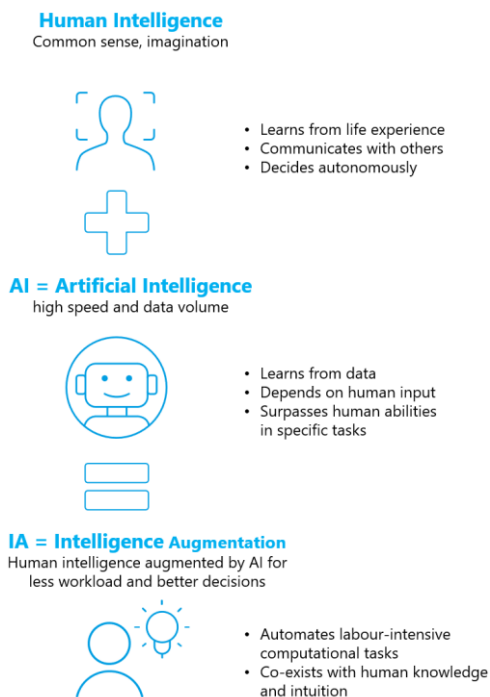 Human Intelligence
Common sense, imagination
• Learns from life experience
• Communicates with others
• Decides autonomously
AI = Artificial Intelligence
high speed and data volume
• Learns from data
• Depends on human input
• Surpasses human abilities
in specific tasks
IA = Intelligence Augmentation
Human intelligence augmented by AI for
less workload and better decisions
• Automates labour-intensive
computational tasks
• Co-exists with human knowledge
and intuition